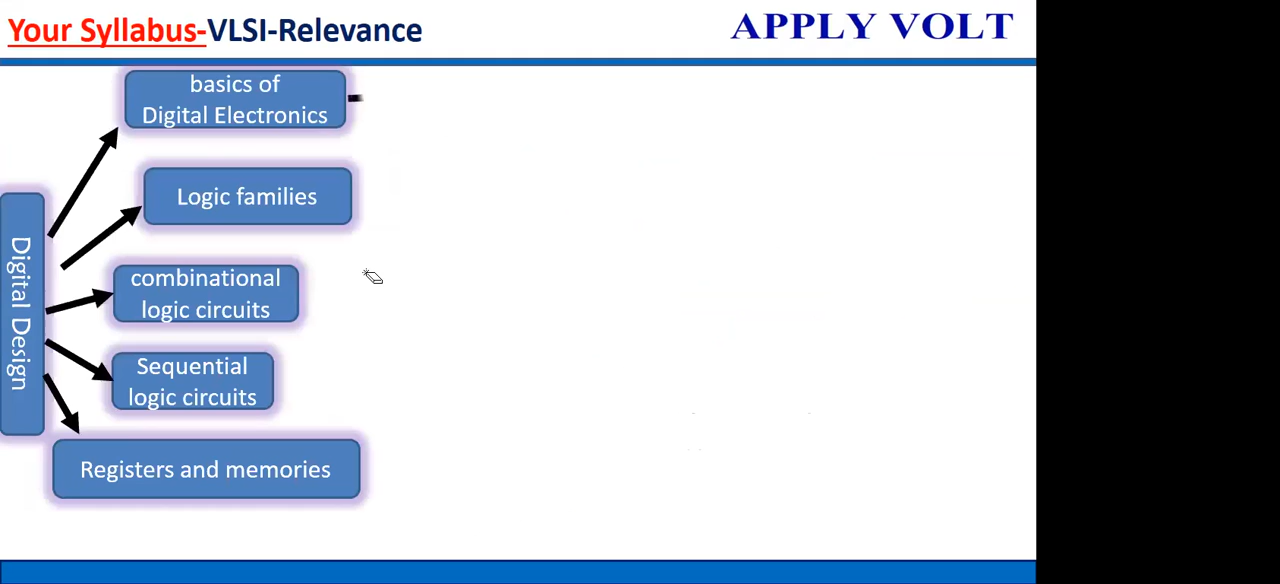 Your Syllabus-VLSI-Relevance
APPLY VOLT
basics of
Digital Electronics
Logic families
combinational
logic circuits
Sequential
logic circuits
Registers and memories
Digital Design